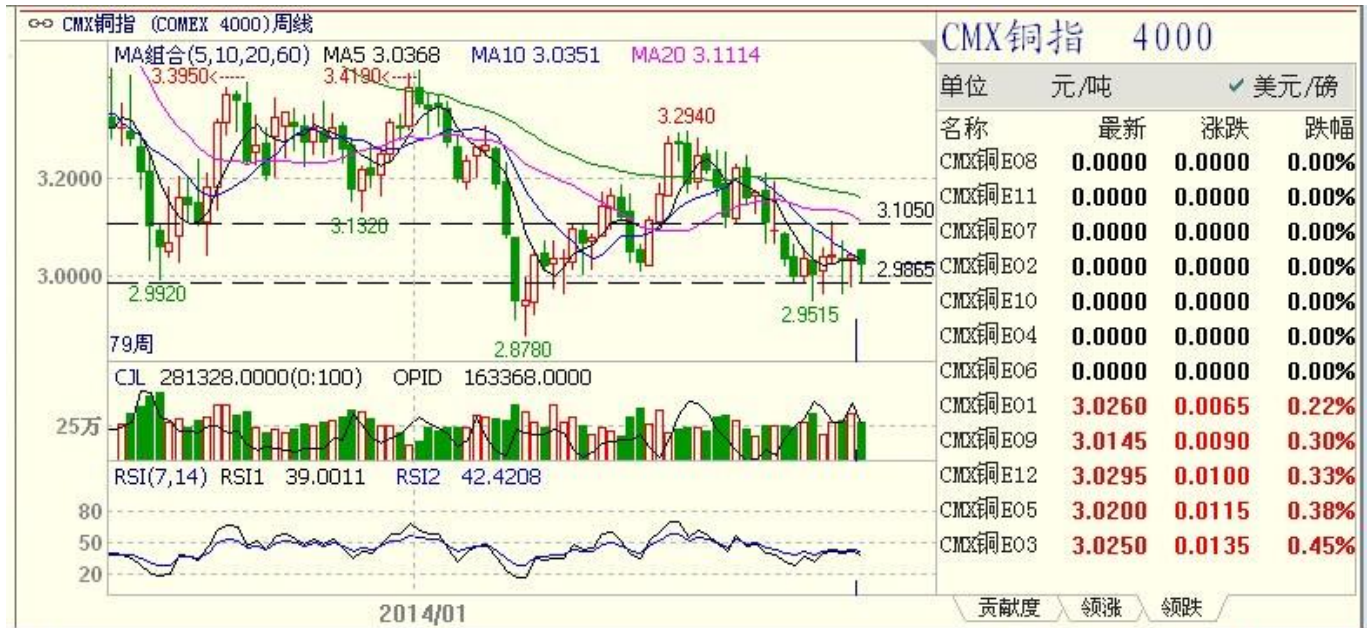 CMX铜指 (COMEX 4000)周线
MA组合(5,10,20,60) MA5 3.0368 MA10 3.0351 MA20 3.1114
3.3950<----
3.4190<----
3.2940
3.2000
3.1050
3.1320
3.0000
2.9865
2.9920
2.9515
2.8780
79周
CJL 281328.0000(0:100) OPID 163368.0000
25万
RSI(7,14) RSI1 39.0011 RSI2 42.4208
80
50
20
2014/01
CMX铜指 4000
单位 元/吨 ✓ 美元/磅
名称 最新 涨跌 跌幅
CMX铜E08 0.0000 0.0000 0.00%
CMX铜E11 0.0000 0.0000 0.00%
CMX铜E07 0.0000 0.0000 0.00%
CMX铜E02 0.0000 0.0000 0.00%
CMX铜E10 0.0000 0.0000 0.00%
CMX铜E04 0.0000 0.0000 0.00%
CMX铜E06 0.0000 0.0000 0.00%
CMX铜E01 3.0260 0.0065 0.22%
CMX铜E09 3.0145 0.0090 0.30%
CMX铜E12 3.0295 0.0100 0.33%
CMX铜E05 3.0200 0.0115 0.38%
CMX铜E03 3.0250 0.0135 0.45%
贡献度 领涨 领跌